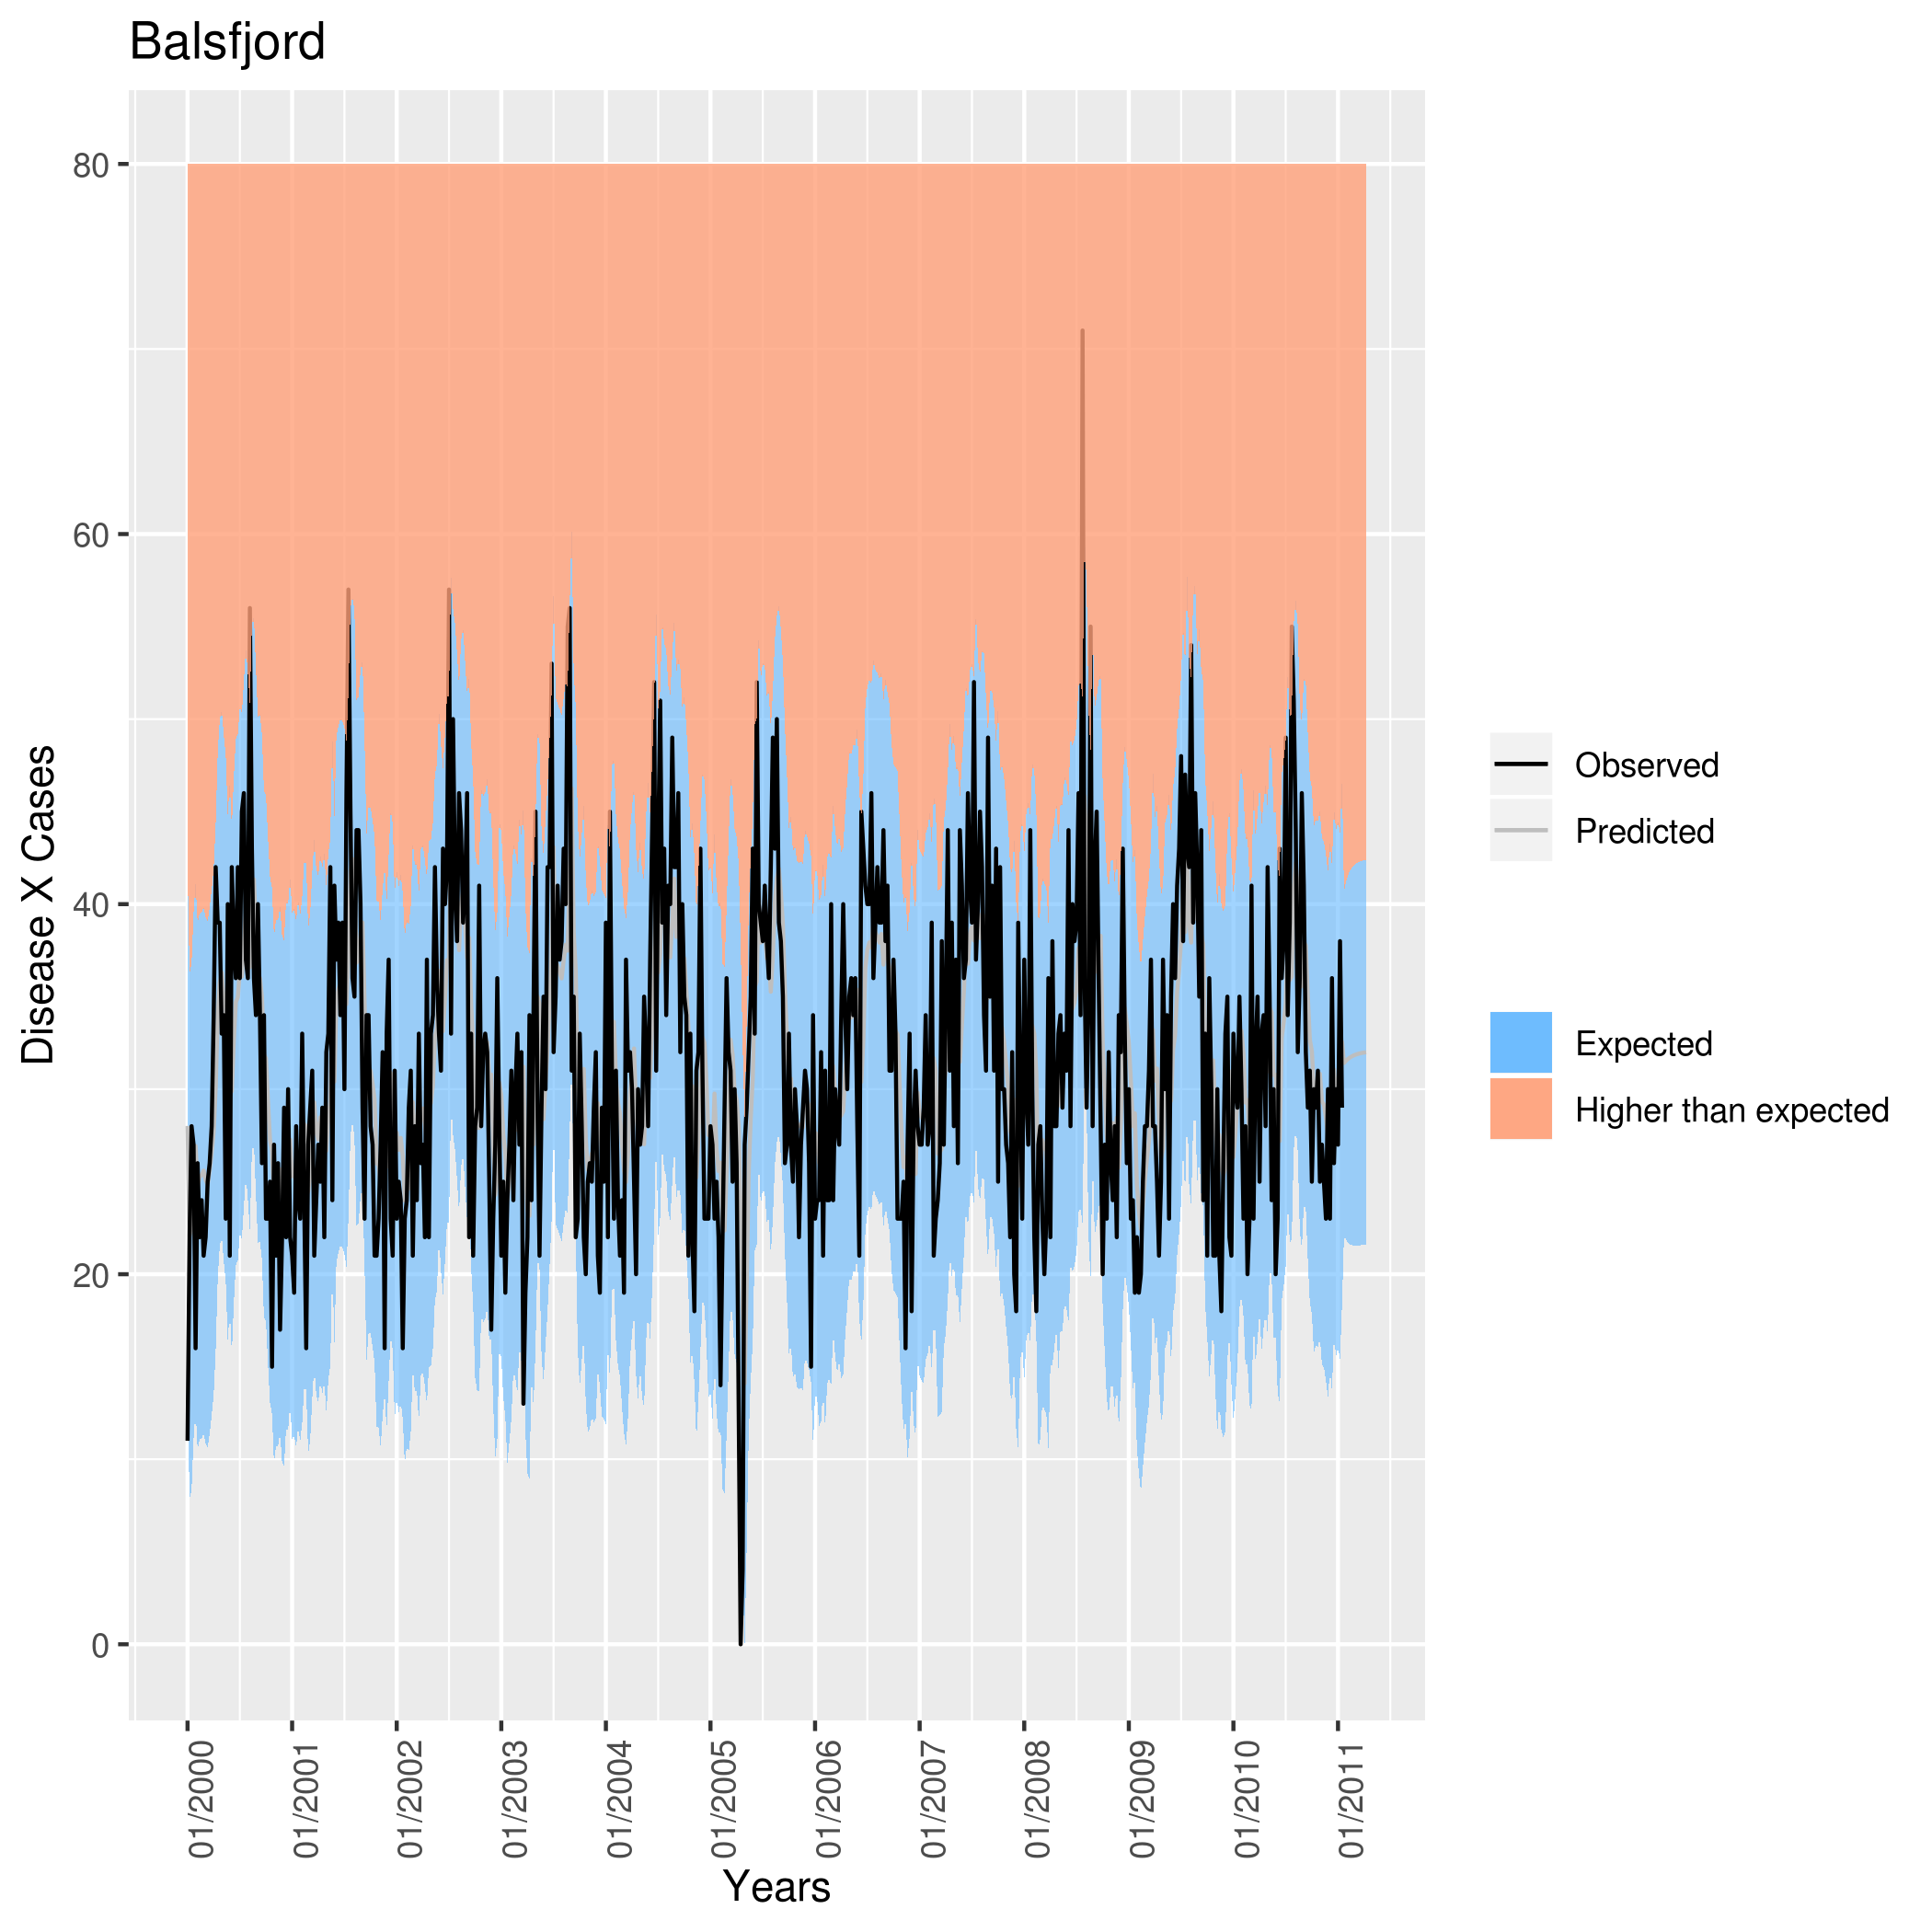 Balsfjord
Disease X Cases
80
60
40
20
0
01/2000
01/2001
01/2002
01/2003
01/2004
01/2005
01/2006
01/2007
01/2008
01/2009
01/2010
01/2011
Years
Observed
Predicted
Expected
Higher than expected